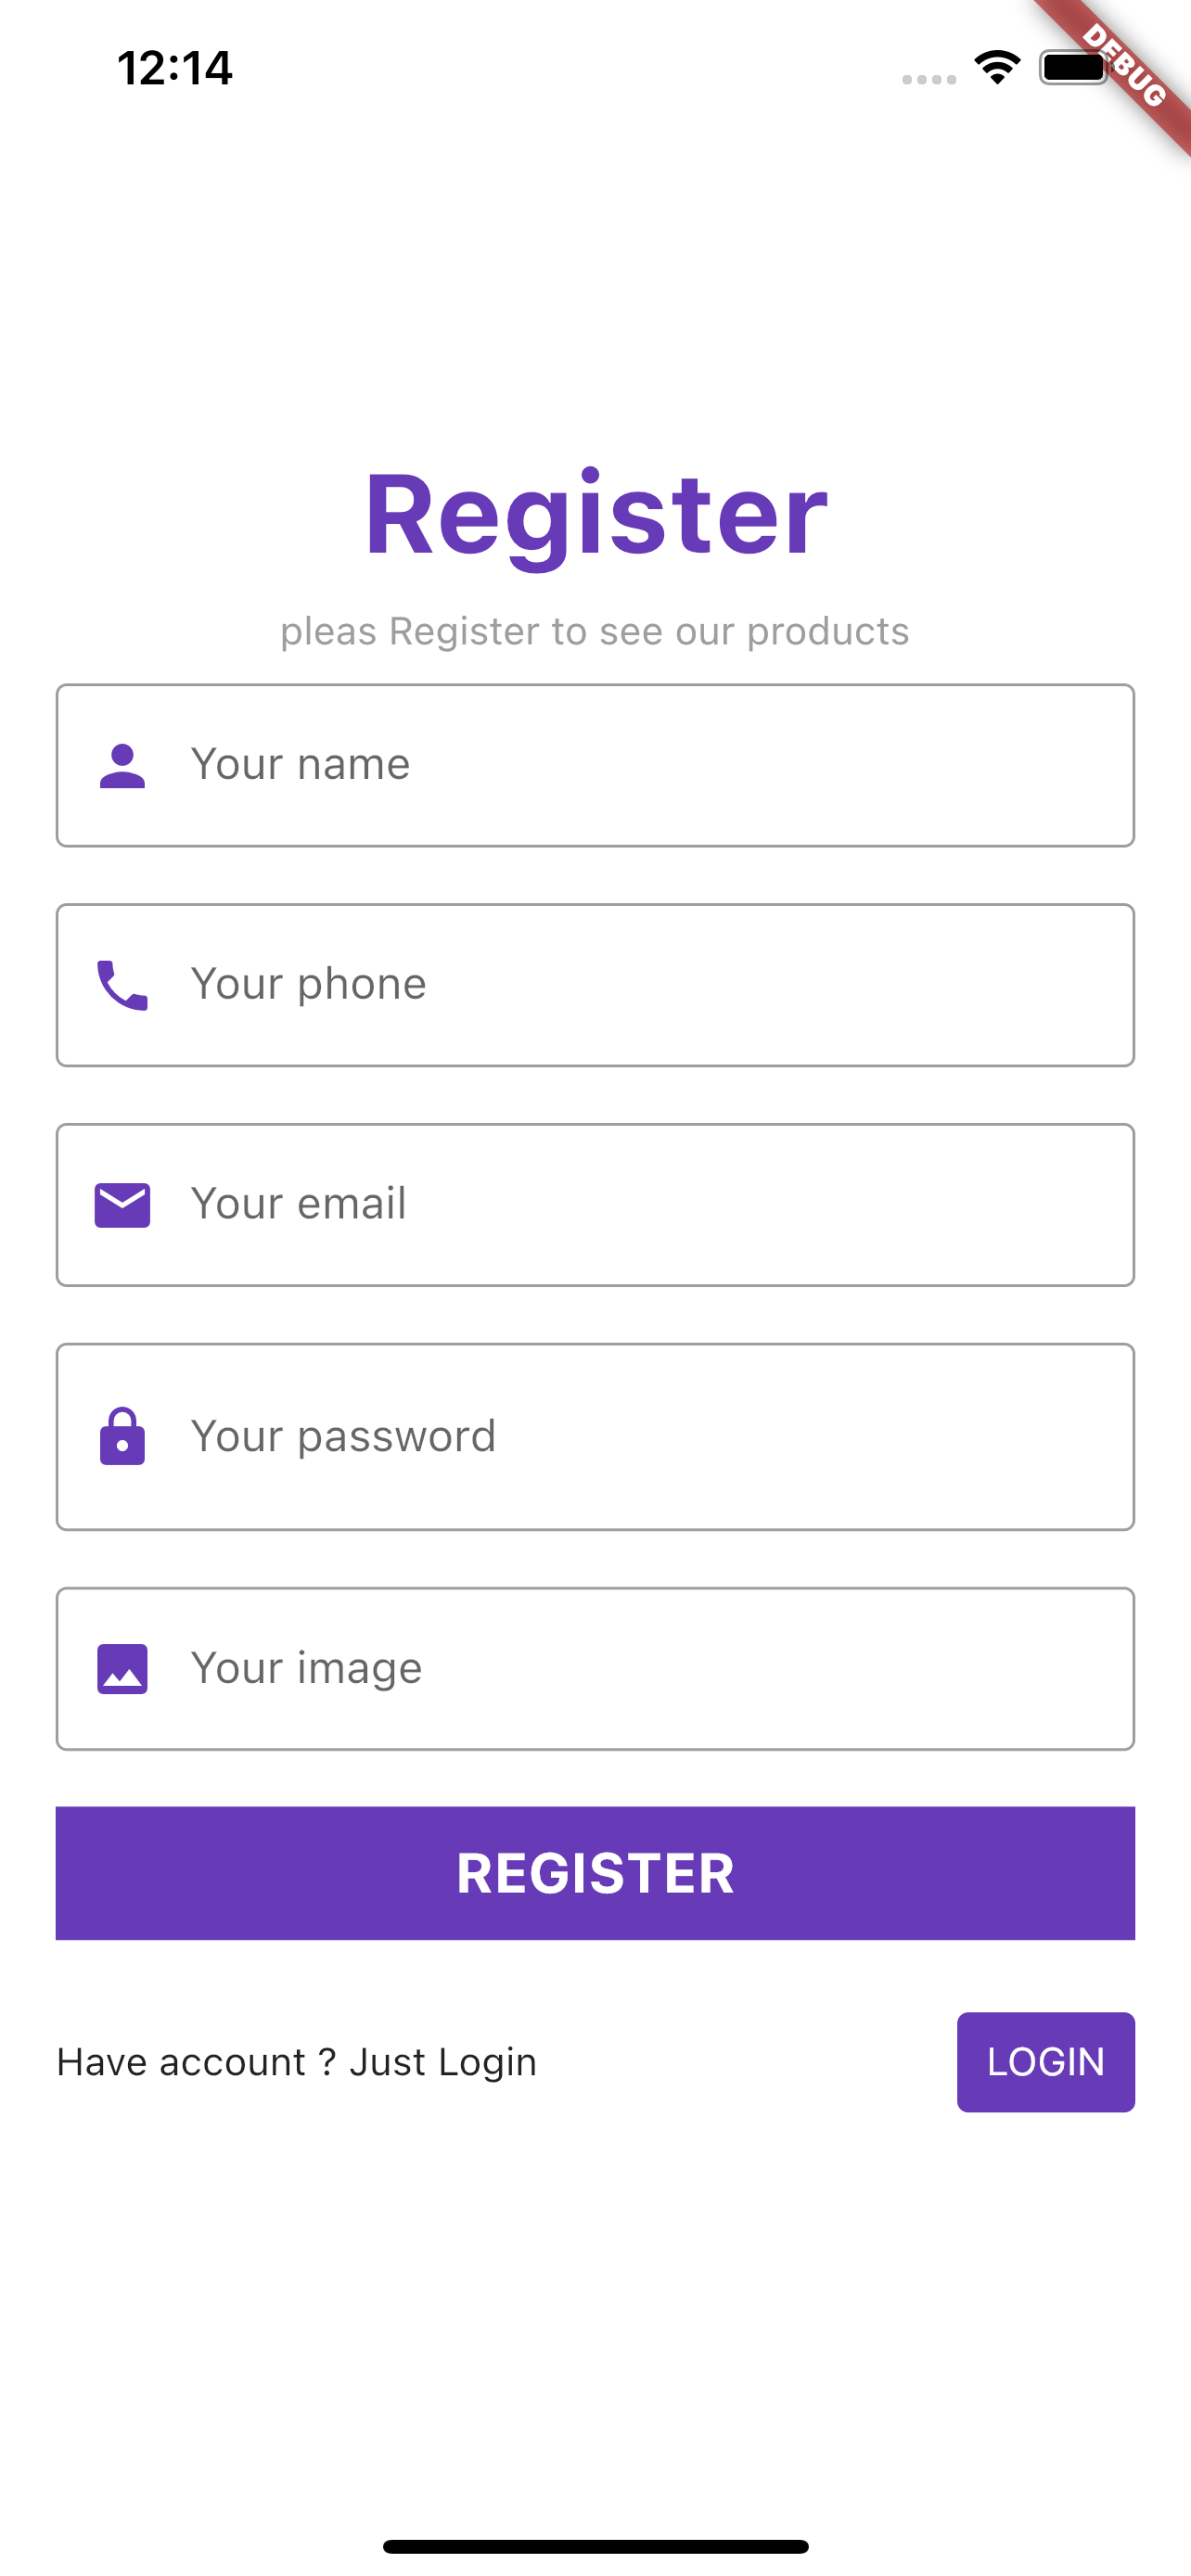 12:14
DEBUG
Register
pleas Register to see our products
Your name
Your phone
Your email
Your password
Your image
REGISTER
Have account ? Just Login
LOGIN